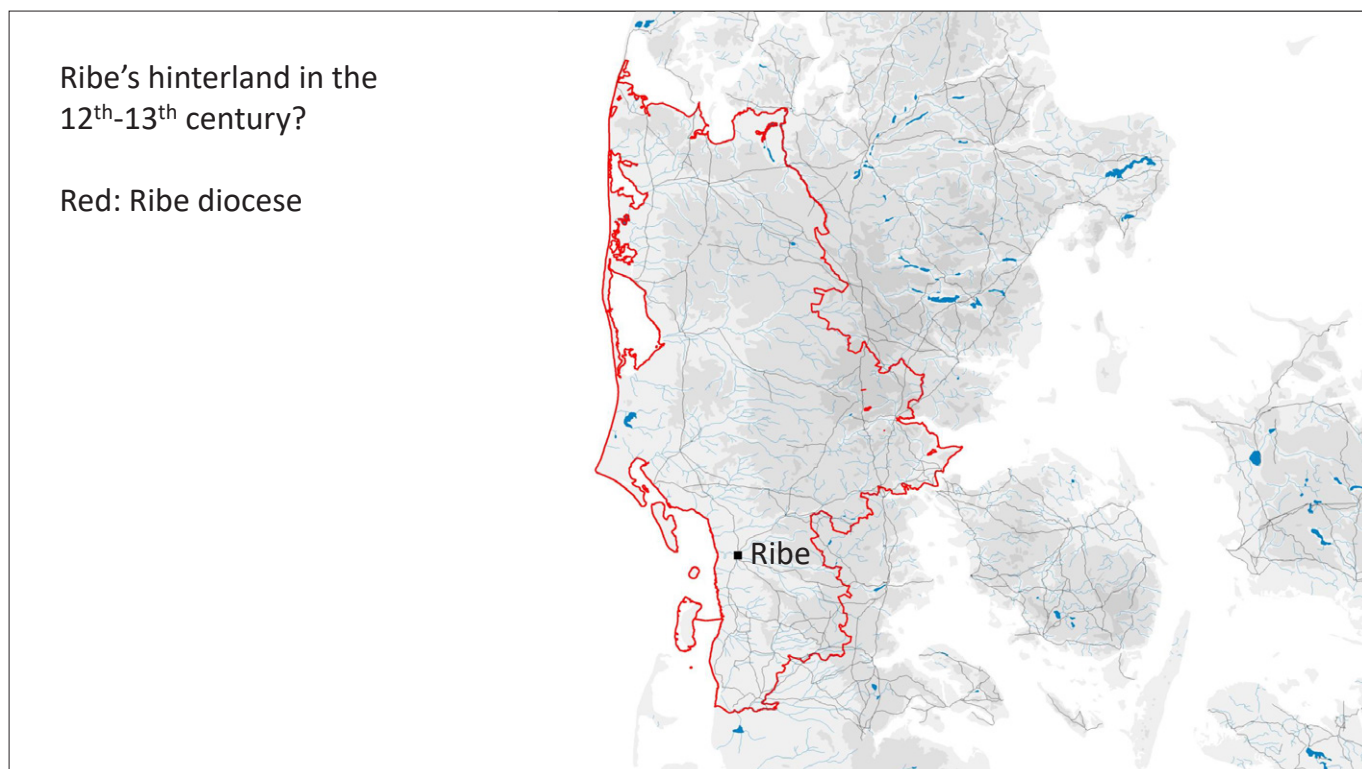 Ribe’s hinterland in the
12th-13th century?
Red: Ribe diocese
Ribe